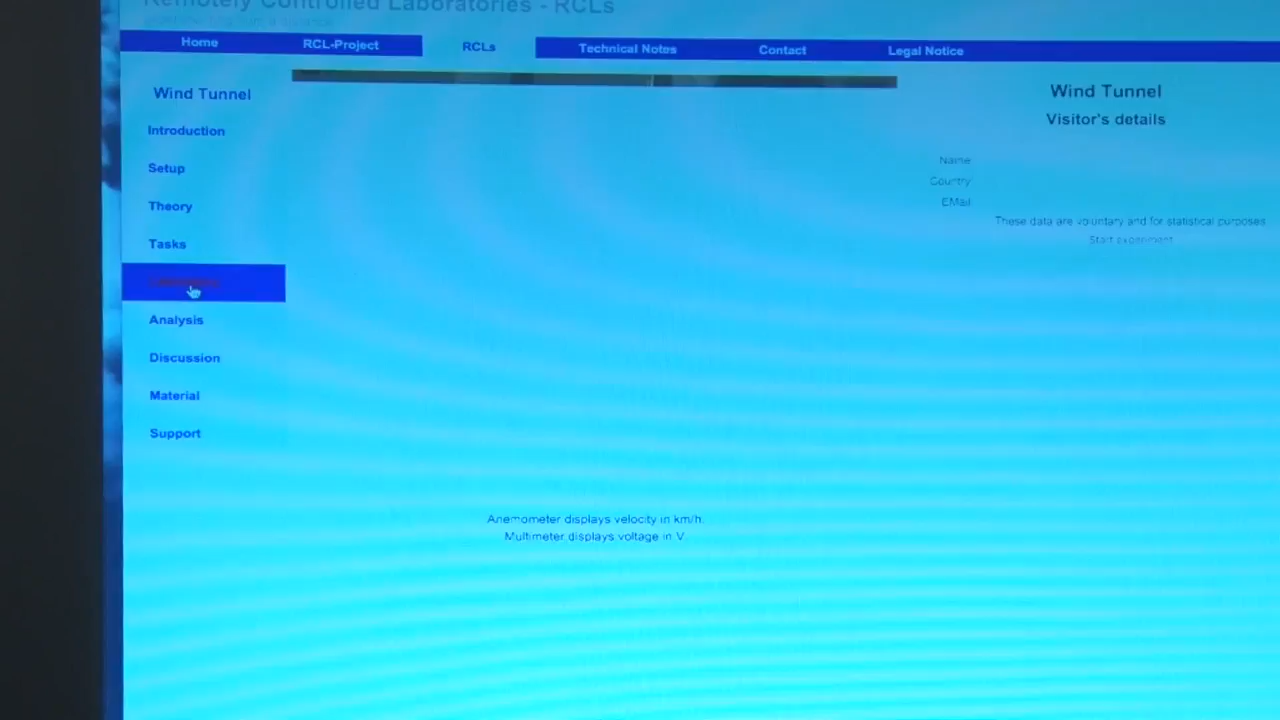 Remotely Controlled Laboratories - RCLs
Home
RCL-Project
RCLs
Technical Notes
Contact
Legal Notice
Wind Tunnel
Introduction
Setup
Theory
Tasks
Analysis
Discussion
Material
Support
Anemometer displays velocity in km/h.
Multimeter displays voltage in V.
Wind Tunnel
Visitor's details
Name
Country
EMail
These data are voluntary and for statistical purposes.
Start experiment